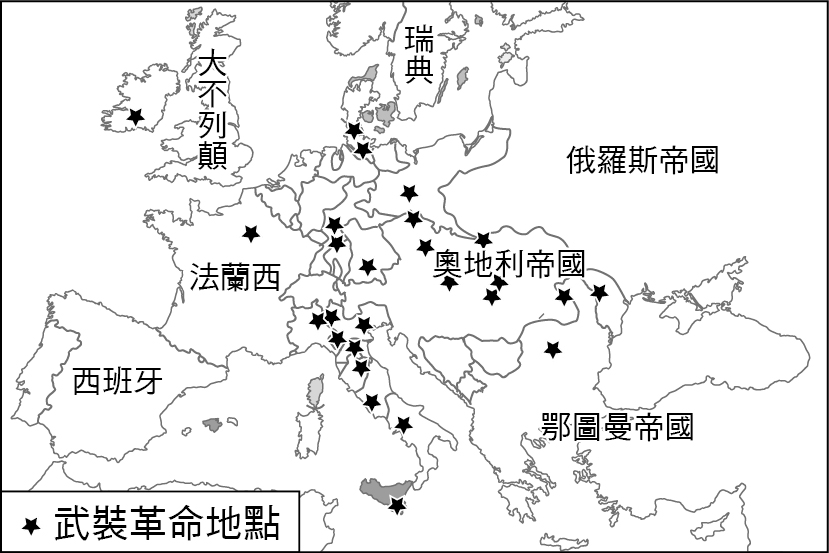 瑞典
大不列顛
俄羅斯帝國
法蘭西
奧地利帝國
西班牙
鄂圖曼帝國
武裝革命地點